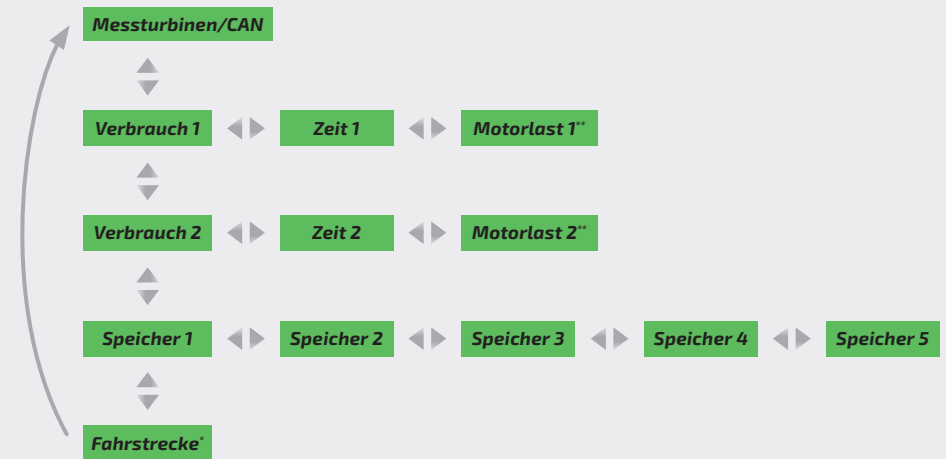 Messturbinen/CAN
Verbrauch 1 Zeit 1 Motorlast 1**
Verbrauch 2 Zeit 2 Motorlast 2**
Speicher 1 Speicher 2 Speicher 3 Speicher 4 Speicher 5
Fahrstrecke*